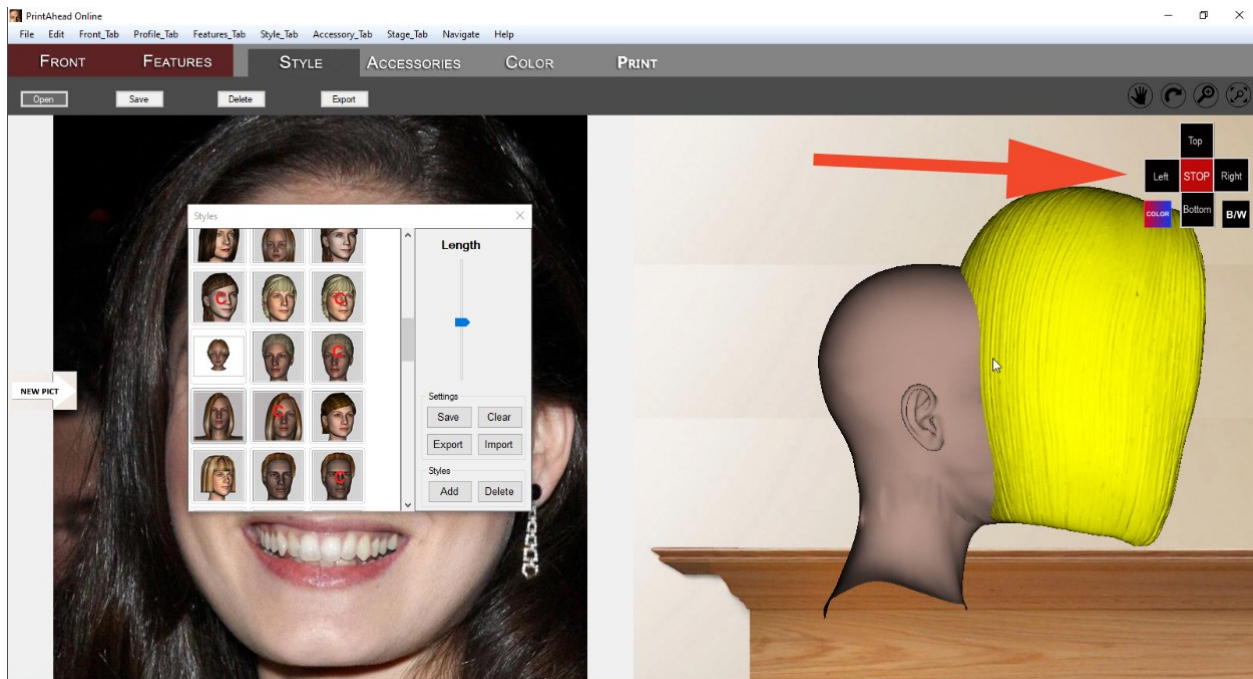 PrintAhead Online
File Edit Front_Tab Profile_Tab Features_Tab Style_Tab Accessory_Tab Stage_Tab Navigate Help
FRONT FEATURES STYLE ACCESSORIES COLOR PRINT
Open Save Delete Export
Top
Left STOP Right
COLOR Bottom B/W
Styles
Length
NEW PICT
Settings
Save Clear
Export Import
Styles
Add Delete